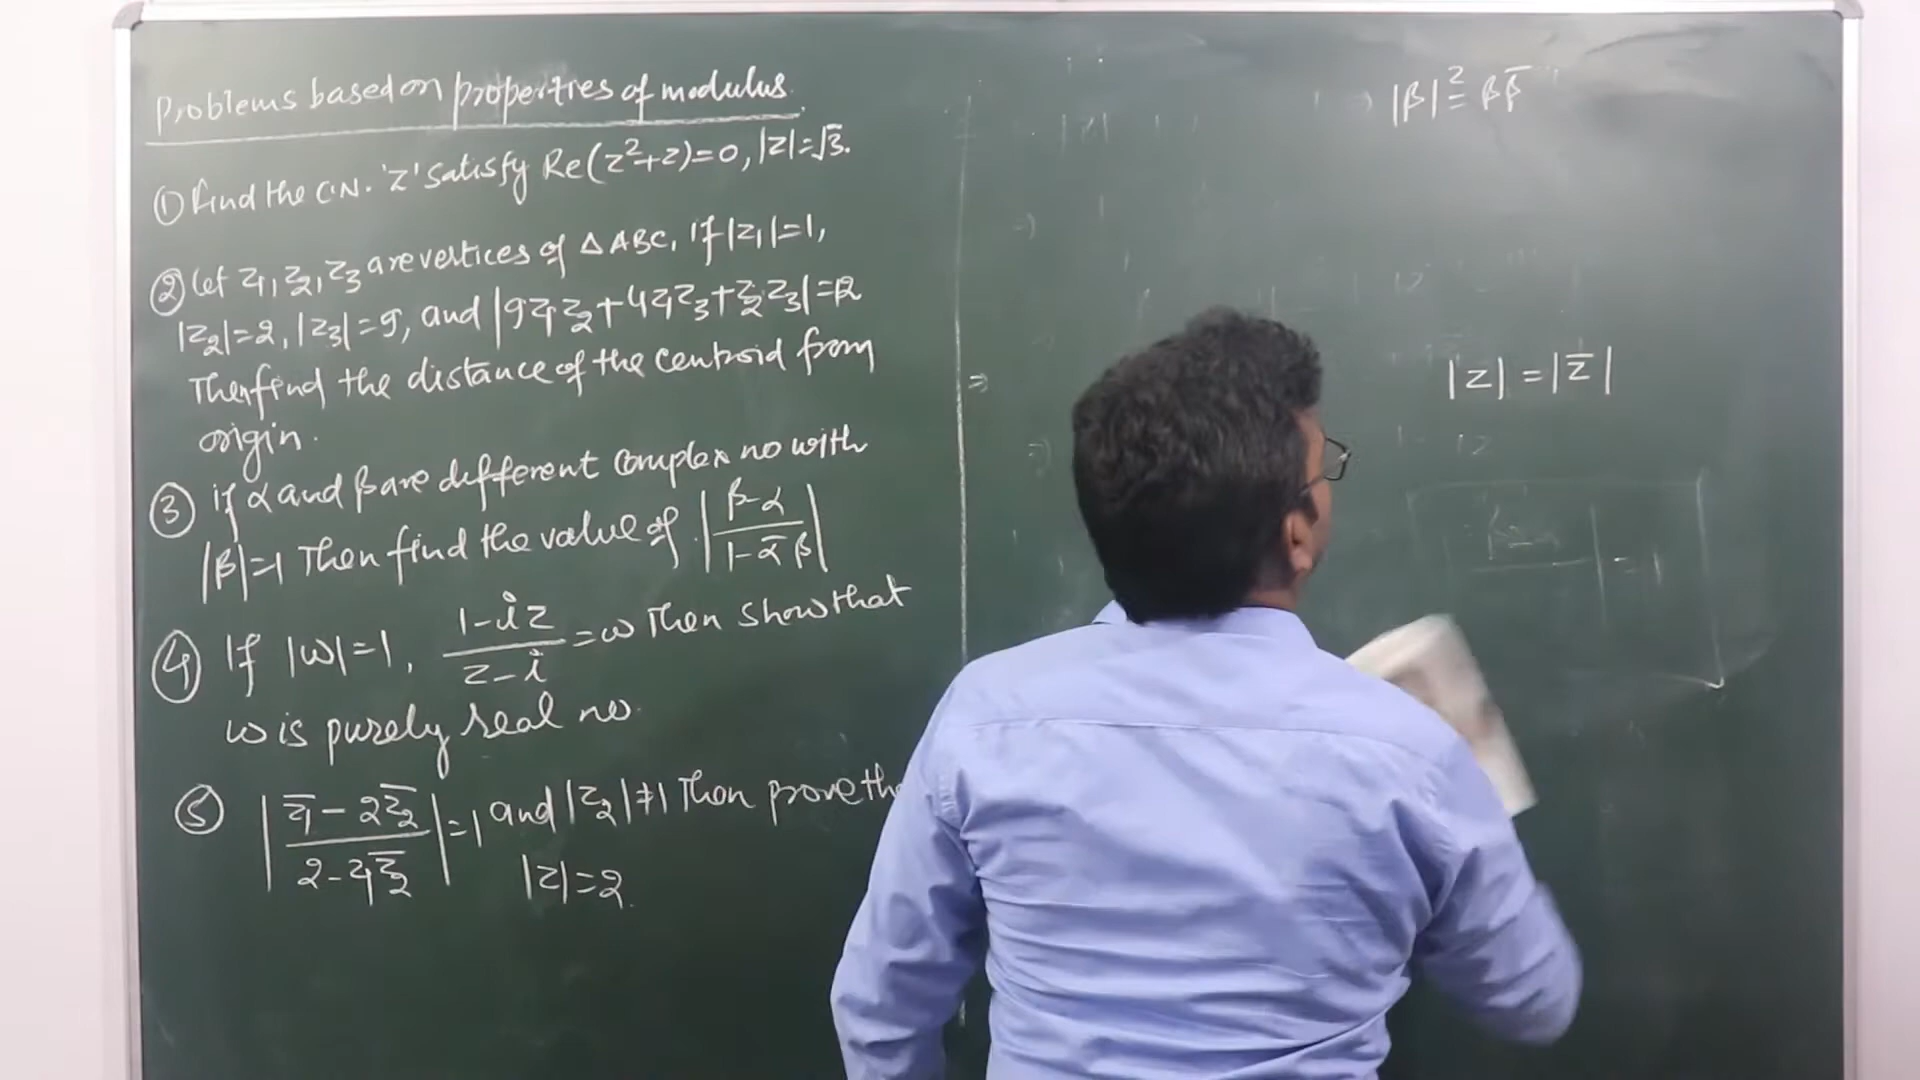 Problems based on properties of modulus.
① Find the C.N. 'Z' satisfy Re(z²+z)=0, |z|=√3.
② Let z₁, z₂, z₃ are vertices of △ABC, if |z₁|=1,
|z₂|=2, |z₃|=9, and |9z₁z₂+4z₁z₃+z₂z₃|=12
Then find the distance of the centroid from
origin.
③ if α and β are different complex no with
|β|=1 Then find the value of |β-α / 1-ᾱβ|
④ If |ω|=1, 1-iz / z-i = ω Then show that
ω is purely real no.
⑤ |z̄₁ - 2z̄₂ / 2-z₁z̄₂| = 1 and |z₂|≠1 Then prove tha
|z|=2.
|β|² = ββ̄
⇒
|z| = |z̄|